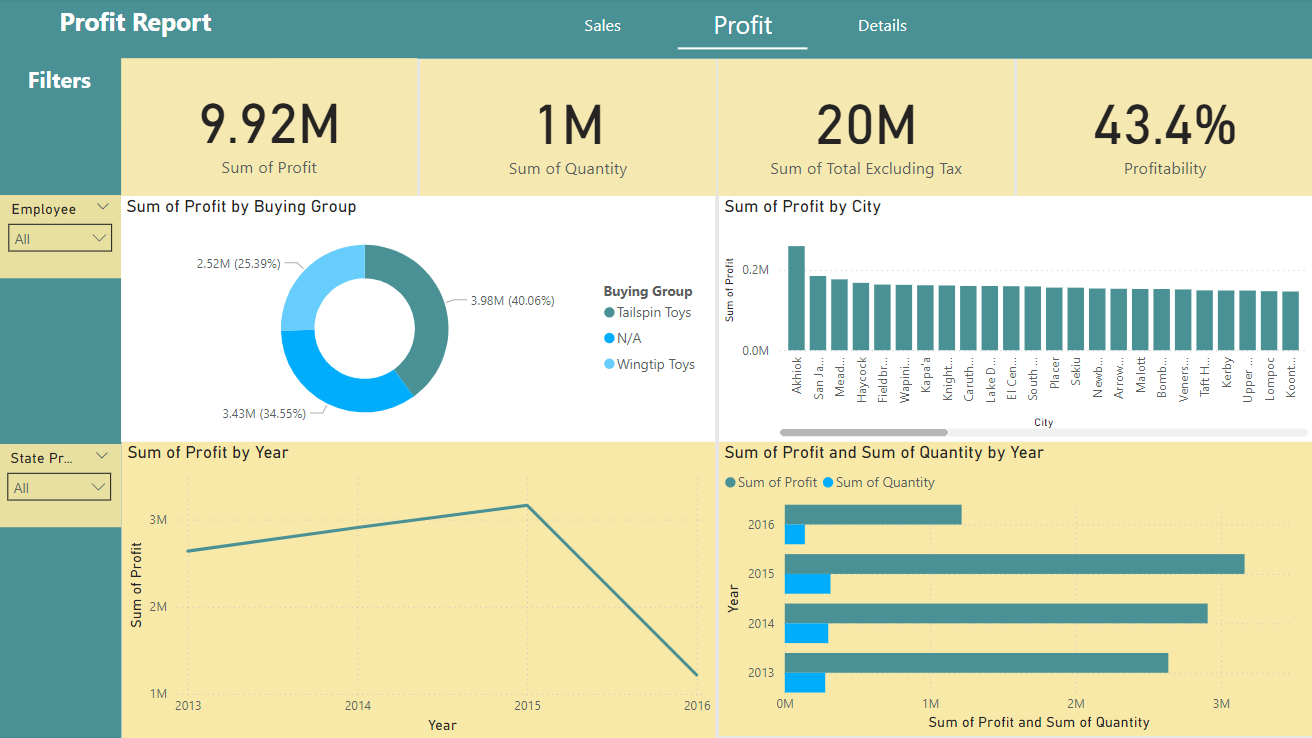 Profit Report
Sales
Profit
Details
Filters
9.92M
Sum of Profit
1M
Sum of Quantity
20M
Sum of Total Excluding Tax
43.4%
Profitability
Employee
All
State Pr...
All
Sum of Profit by Buying Group
2.52M (25.39%)
3.98M (40.06%)
3.43M (34.55%)
Buying Group
Tailspin Toys
N/A
Wingtip Toys
Sum of Profit by City
Sum of Profit
0.2M
0.0M
Akhiok
San Ja...
Mead...
Haycock
Fieldbr...
Wapini...
Kapa'a
Knight...
Caruth...
Lake D...
El Cen...
South ...
Placer
Sekiu
Newb...
Arrow...
Malott
Bomb...
Veners...
Taft H...
Kerby
Upper ...
Lompoc
Koont...
City
Sum of Profit by Year
Sum of Profit
3M
2M
1M
2013 2014 2015 2016
Year
Sum of Profit and Sum of Quantity by Year
Sum of Profit Sum of Quantity
Year
2016
2015
2014
2013
0M 1M 2M 3M
Sum of Profit and Sum of Quantity